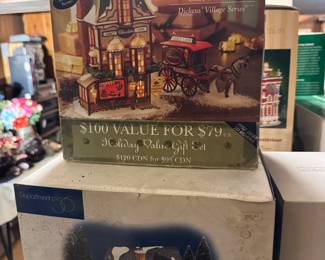 Dickens' Village Series
$100 VALUE FOR $79
Holiday Value Gift Set
$120 CDN for $95 CDN
Department 56